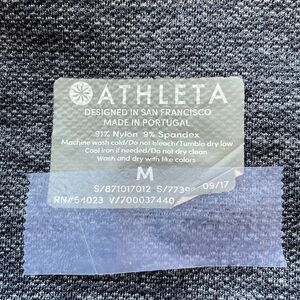 ATHLETA
DESIGNED IN SAN FRANCISCO
MADE IN PORTUGAL
91% Nylon 9% Spandex
Machine wash cold/Do not bleach/Tumble dry low
Cool iron if needed/Do not dry clean
Wash and dry with like colors
M
S/871017012 S/7739 09/17
RN#54023 V/700037440